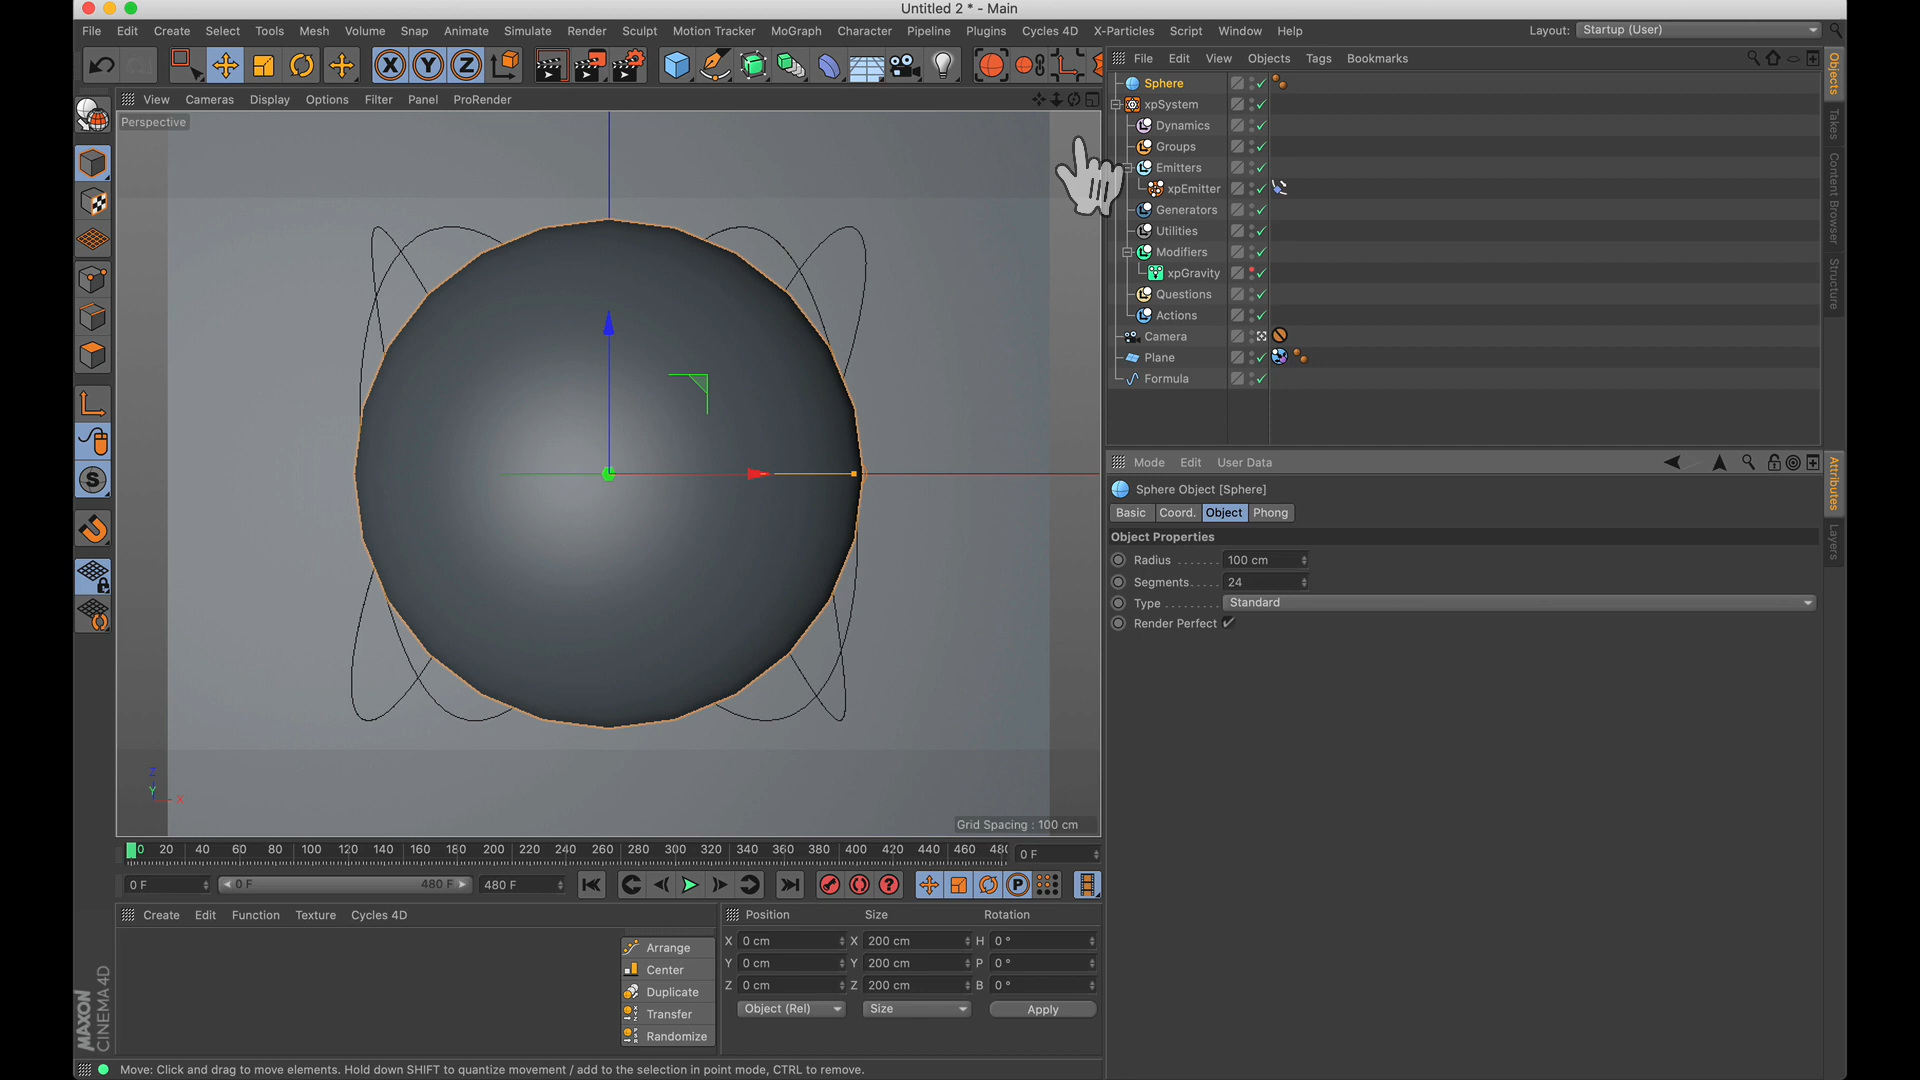 Untitled 2 * - Main
File Edit Create Select Tools Mesh Volume Snap Animate Simulate Render Sculpt Motion Tracker MoGraph Character Pipeline Plugins Cycles 4D X-Particles Script Window Help Layout: Startup (User)
File Edit View Objects Tags Bookmarks
View Cameras Display Options Filter Panel ProRender
Perspective
Sphere
xpSystem
Dynamics
Groups
Emitters
xpEmitter
Generators
Utilities
Modifiers
xpGravity
Questions
Actions
Camera
Plane
Formula
Objects
Takes
Content Browser
Structure
Mode Edit User Data
Sphere Object [Sphere]
Basic Coord. Object Phong
Object Properties
Radius . . . . . . . 100 cm
Segments. . . . . 24
Type . . . . . . . . . Standard
Render Perfect
Attributes
Layers
Z
Y
X
Grid Spacing : 100 cm
0 20 40 60 80 100 120 140 160 180 200 220 240 260 280 300 320 340 360 380 400 420 440 460 480 0 F
0 F 0 F 480 F 480 F
Create Edit Function Texture Cycles 4D
Arrange
Center
Duplicate
Transfer
Randomize
Position Size Rotation
X 0 cm X 200 cm H 0 °
Y 0 cm Y 200 cm P 0 °
Z 0 cm Z 200 cm B 0 °
Object (Rel) Size Apply
MAXON
CINEMA 4D
Move: Click and drag to move elements. Hold down SHIFT to quantize movement / add to the selection in point mode, CTRL to remove.